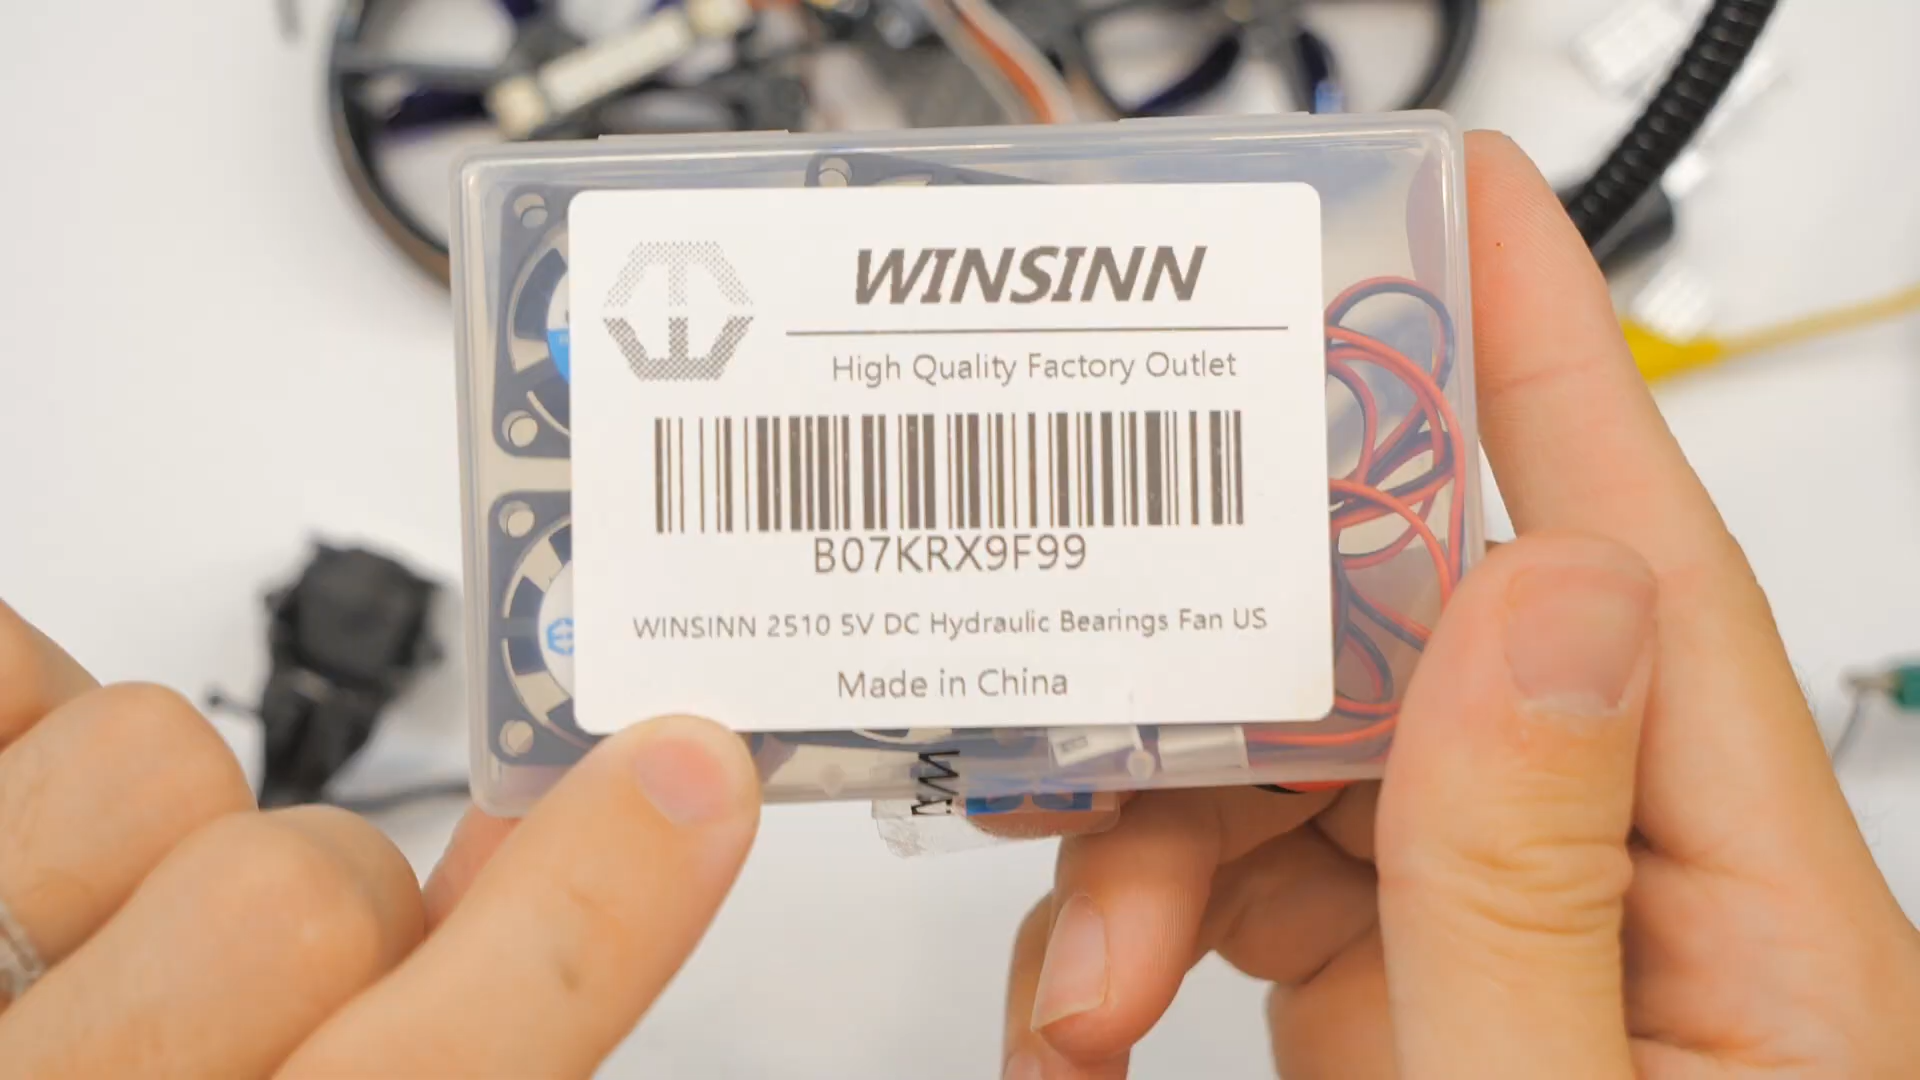 WINSINN
High Quality Factory Outlet
B07KRX9F99
WINSINN 2510 5V DC Hydraulic Bearings Fan US
Made in China